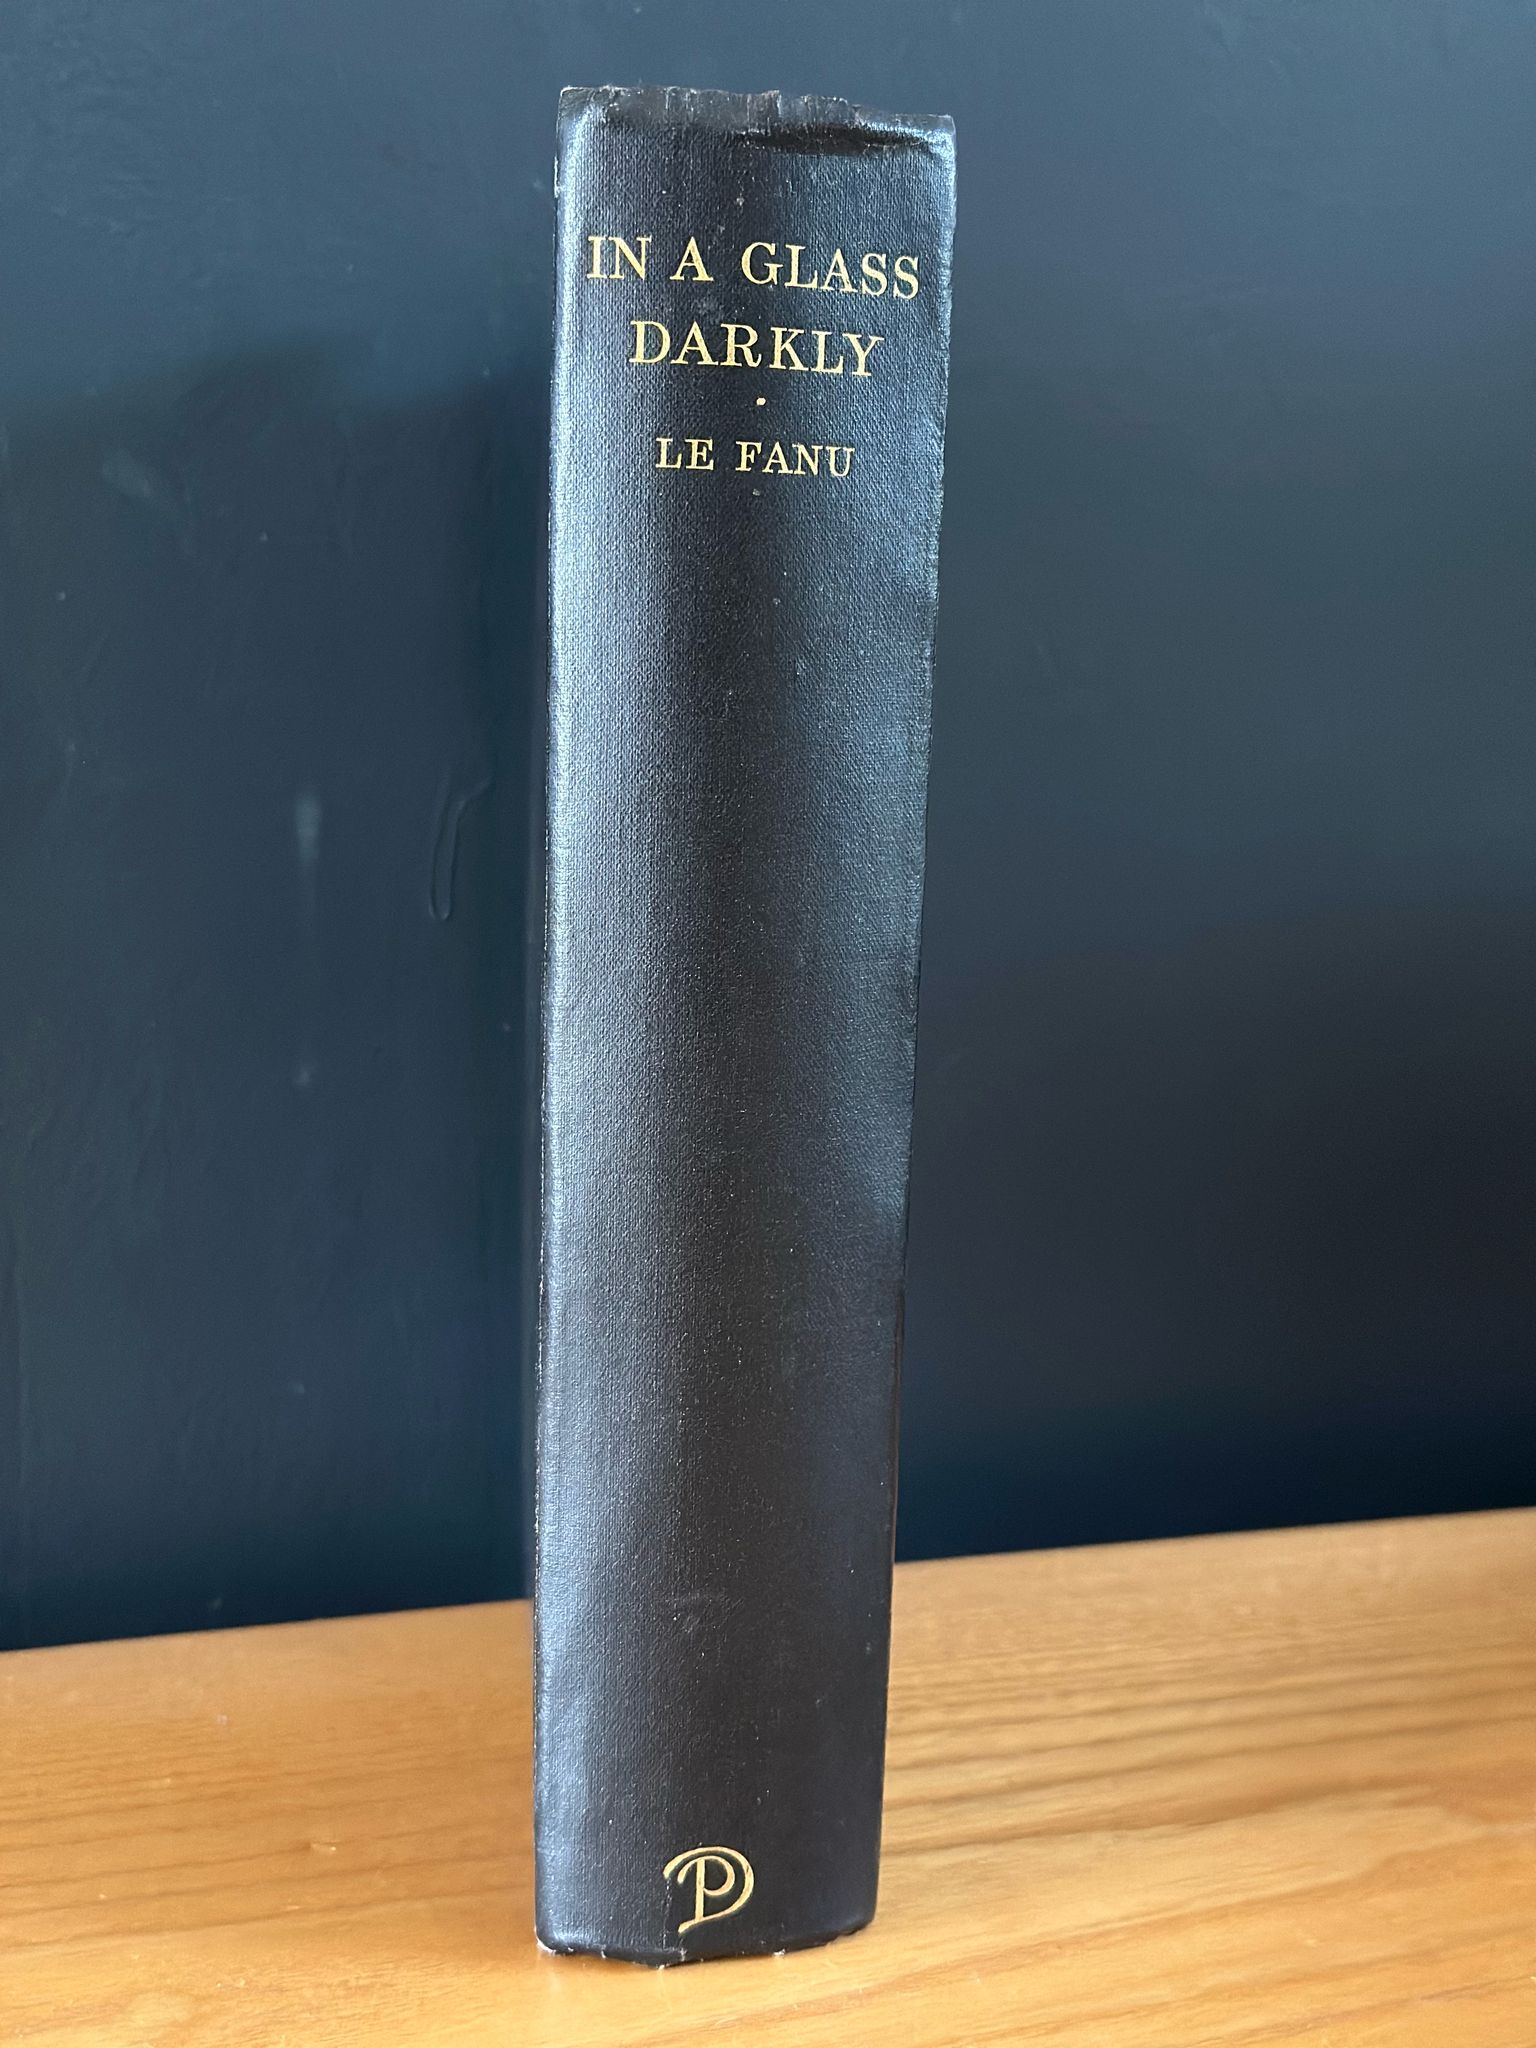 IN A GLASS
DARKLY
·
LE FANU
P